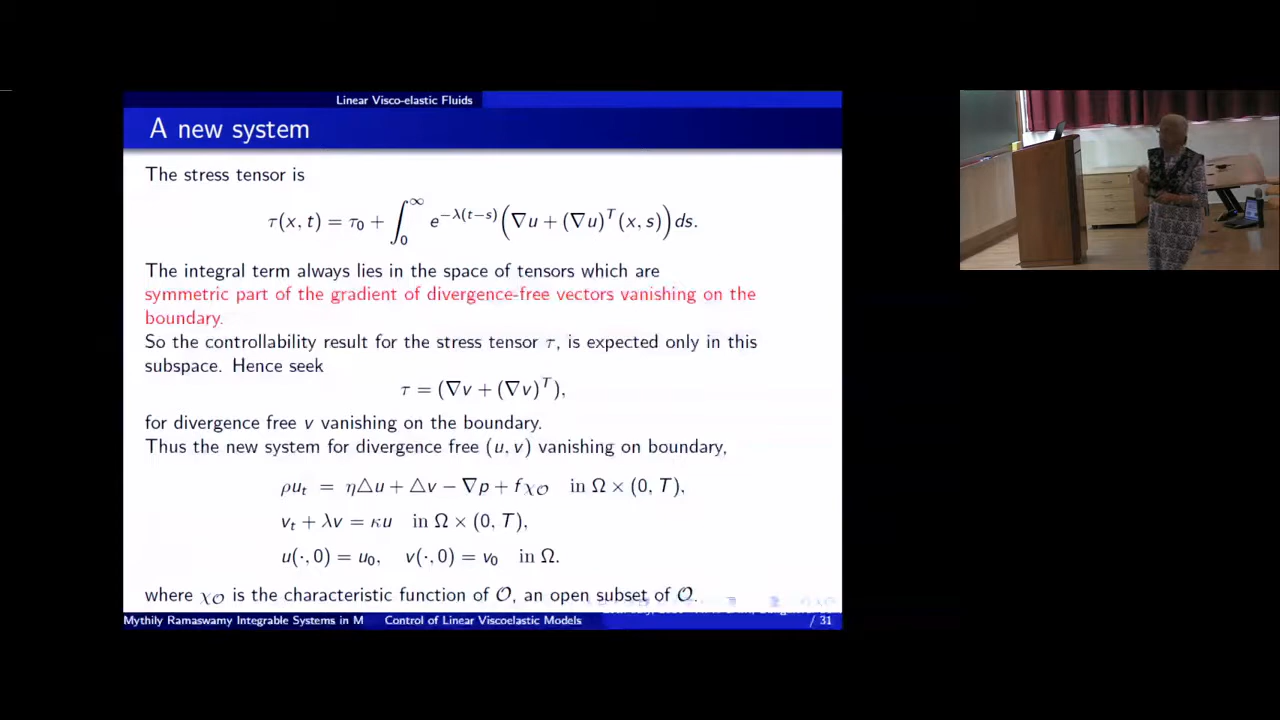 Linear Visco-elastic Fluids
A new system
The stress tensor is
τ(x, t) = τ₀ + ∫₀^∞ e^{−λ(t−s)} (∇u + (∇u)^T (x, s)) ds.
The integral term always lies in the space of tensors which are
symmetric part of the gradient of divergence-free vectors vanishing on the
boundary.
So the controllability result for the stress tensor τ, is expected only in this
subspace. Hence seek
τ = (∇v + (∇v)^T),
for divergence free v vanishing on the boundary.
Thus the new system for divergence free (u, v) vanishing on boundary,
ρu_t = η△u + △v − ∇p + fχ_𝒪 in Ω × (0, T),
v_t + λv = κu in Ω × (0, T),
u(·, 0) = u₀, v(·, 0) = v₀ in Ω.
where χ_𝒪 is the characteristic function of 𝒪, an open subset of 𝒪.
Mythily Ramaswamy Integrable Systems in M Control of Linear Viscoelastic Models / 31